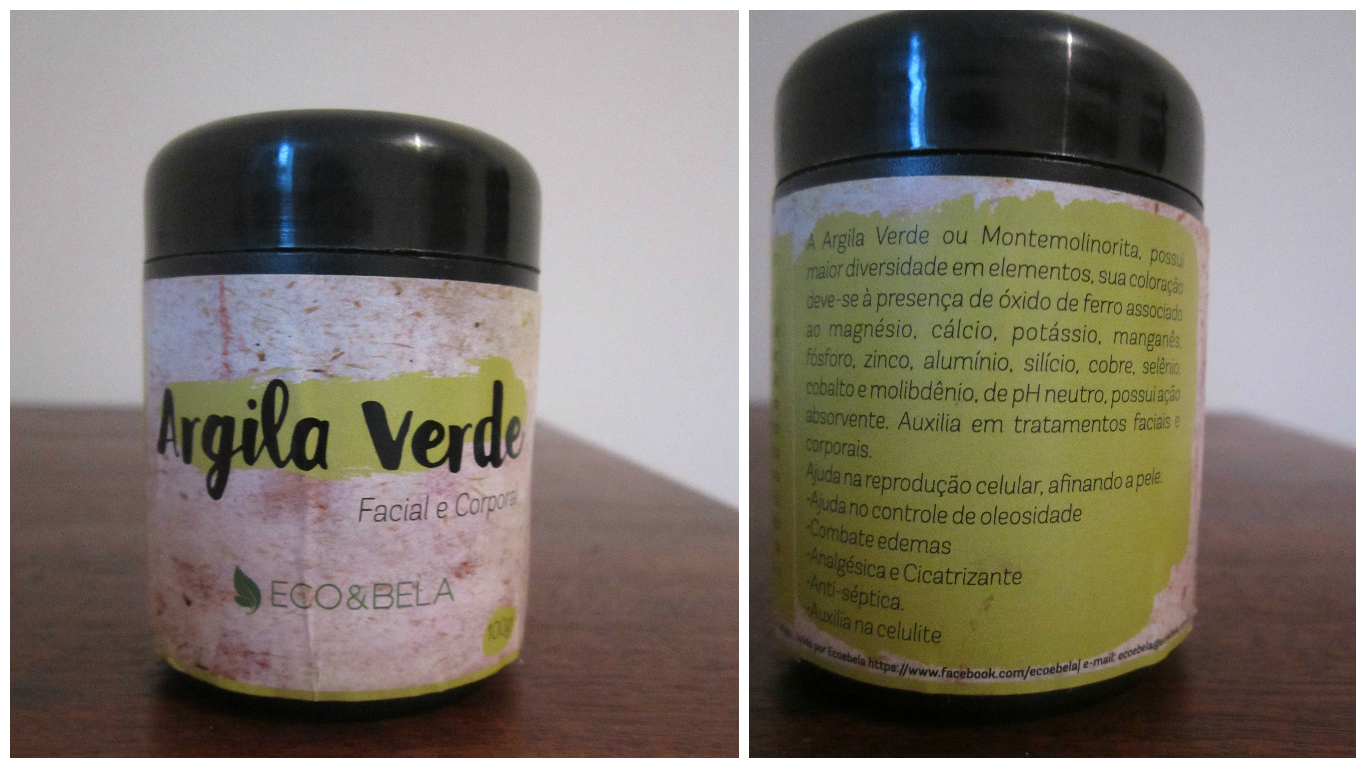 Argila Verde
Facial e Corporal
ECO&BELA
100g
A Argila Verde ou Montemolinorita, possui
maior diversidade em elementos, sua coloração
deve-se à presença de óxido de ferro associado
ao magnésio, cálcio, potássio, manganês,
fósforo, zinco, alumínio, silício, cobre, selênio,
cobalto e molibdênio, de pH neutro, possui ação
absorvente. Auxilia em tratamentos faciais e
corporais.
Ajuda na reprodução celular, afinando a pele.
-Ajuda no controle de oleosidade
-Combate edemas
-Analgésica e Cicatrizante
-Anti-séptica.
-Auxilia na celulite
por Ecoebela https://www.facebook.com/ecoebela| e-mail: